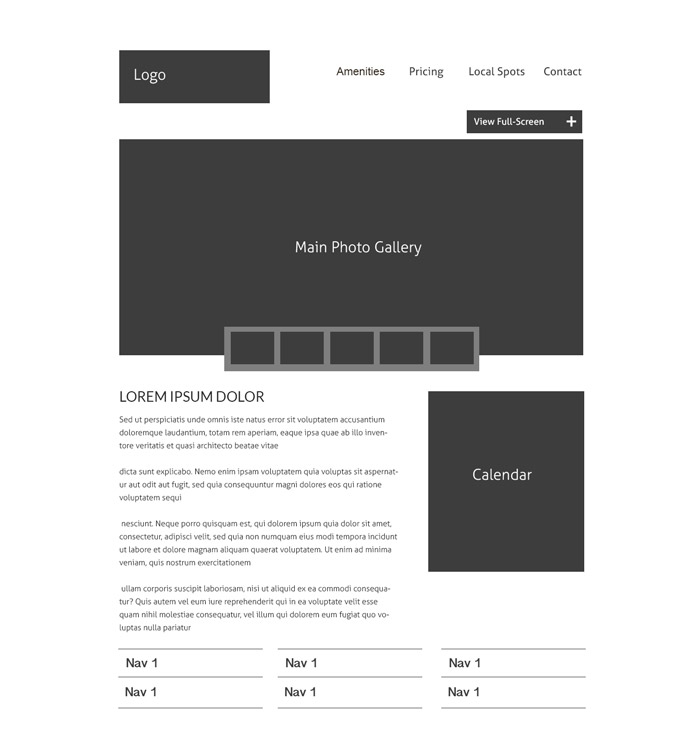 Logo
Amenities Pricing Local Spots Contact
View Full-Screen +
Main Photo Gallery
LOREM IPSUM DOLOR
Sed ut perspiciatis unde omnis iste natus error sit voluptatem accusantium
doloremque laudantium, totam rem aperiam, eaque ipsa quae ab illo inven-
tore veritatis et quasi architecto beatae vitae
dicta sunt explicabo. Nemo enim ipsam voluptatem quia voluptas sit aspernat-
ur aut odit aut fugit, sed quia consequuntur magni dolores eos qui ratione
voluptatem sequi
nesciunt. Neque porro quisquam est, qui dolorem ipsum quia dolor sit amet,
consectetur, adipisci velit, sed quia non numquam eius modi tempora incidunt
ut labore et dolore magnam aliquam quaerat voluptatem. Ut enim ad minima
veniam, quis nostrum exercitationem
ullam corporis suscipit laboriosam, nisi ut aliquid ex ea commodi consequa-
tur? Quis autem vel eum iure reprehenderit qui in ea voluptate velit esse
quam nihil molestiae consequatur, vel illum qui dolorem eum fugiat quo vo-
luptas nulla pariatur
Calendar
Nav 1 Nav 1 Nav 1
Nav 1 Nav 1 Nav 1